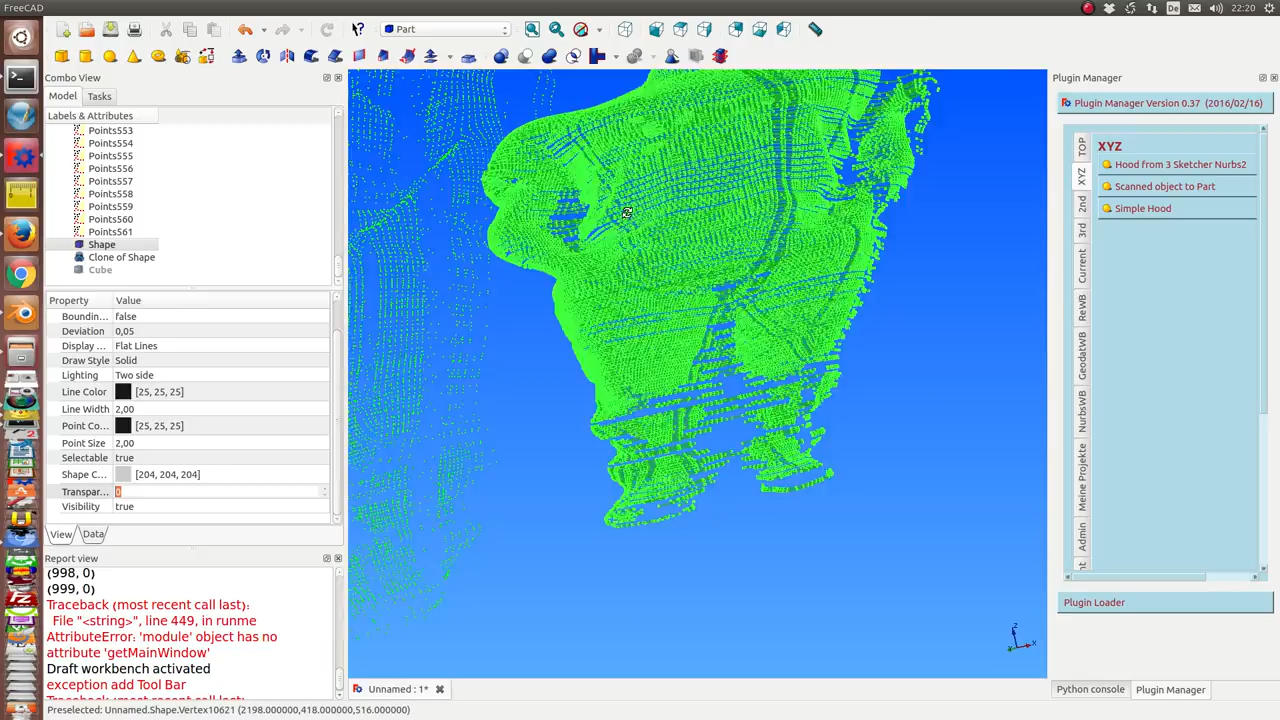 FreeCAD
De
22:20
Part
Combo View
Model
Tasks
Labels & Attributes
Points553
Points554
Points555
Points556
Points557
Points558
Points559
Points560
Points561
Shape
Clone of Shape
Cube
Property
Value
Boundin...
false
Deviation
0,05
Display ...
Flat Lines
Draw Style
Solid
Lighting
Two side
Line Color
[25, 25, 25]
Line Width
2,00
Point Co...
[25, 25, 25]
Point Size
2,00
Selectable
true
Shape C...
[204, 204, 204]
Transpar...
0
Visibility
true
View
Data
Report view
(998, 0)
(999, 0)
Traceback (most recent call last):
File "<string>", line 449, in runme
AttributeError: 'module' object has no
attribute 'getMainWindow'
Draft workbench activated
exception add Tool Bar
Traceback (most recent call last):
Z
X
Unnamed : 1*
Plugin Manager
Plugin Manager Version 0.37 (2016/02/16)
TOP
XYZ
2nd
3rd
Current
ReWB
GeodatWB
NurbsWB
Meine Projekte
Admin
XYZ
Hood from 3 Sketcher Nurbs2
Scanned object to Part
Simple Hood
Plugin Loader
Python console
Plugin Manager
Preselected: Unnamed.Shape.Vertex10621 (2198.000000,418.000000,516.000000)